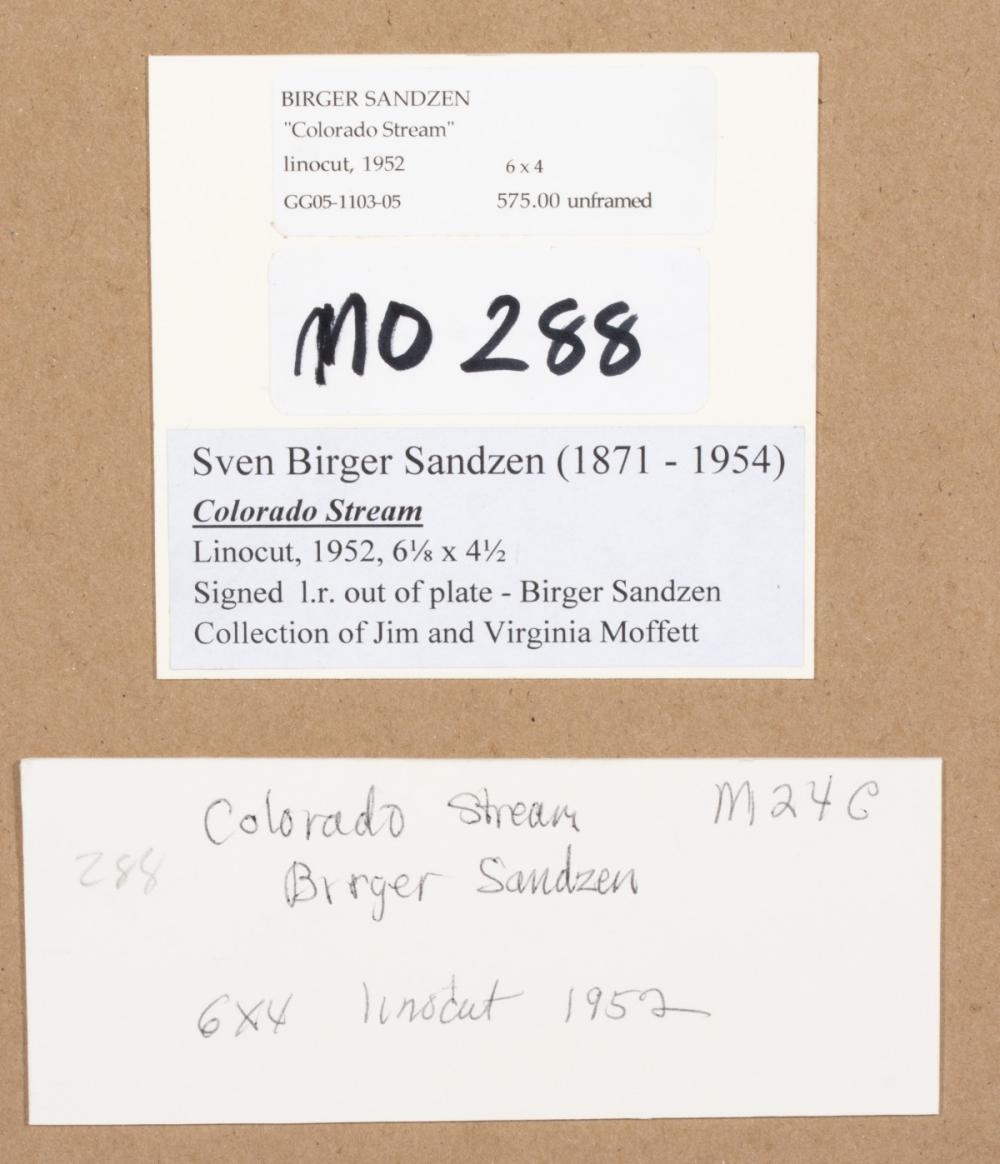 BIRGER SANDZEN
"Colorado Stream"
linocut, 1952 6 x 4
GG05-1103-05 575.00 unframed
MO 288
Sven Birger Sandzen (1871 - 1954)
Colorado Stream
Linocut, 1952, 6⅛ x 4½
Signed l.r. out of plate - Birger Sandzen
Collection of Jim and Virginia Moffett
Colorado Stream M24C
288 Birger Sandzen
6x4 linocut 1952